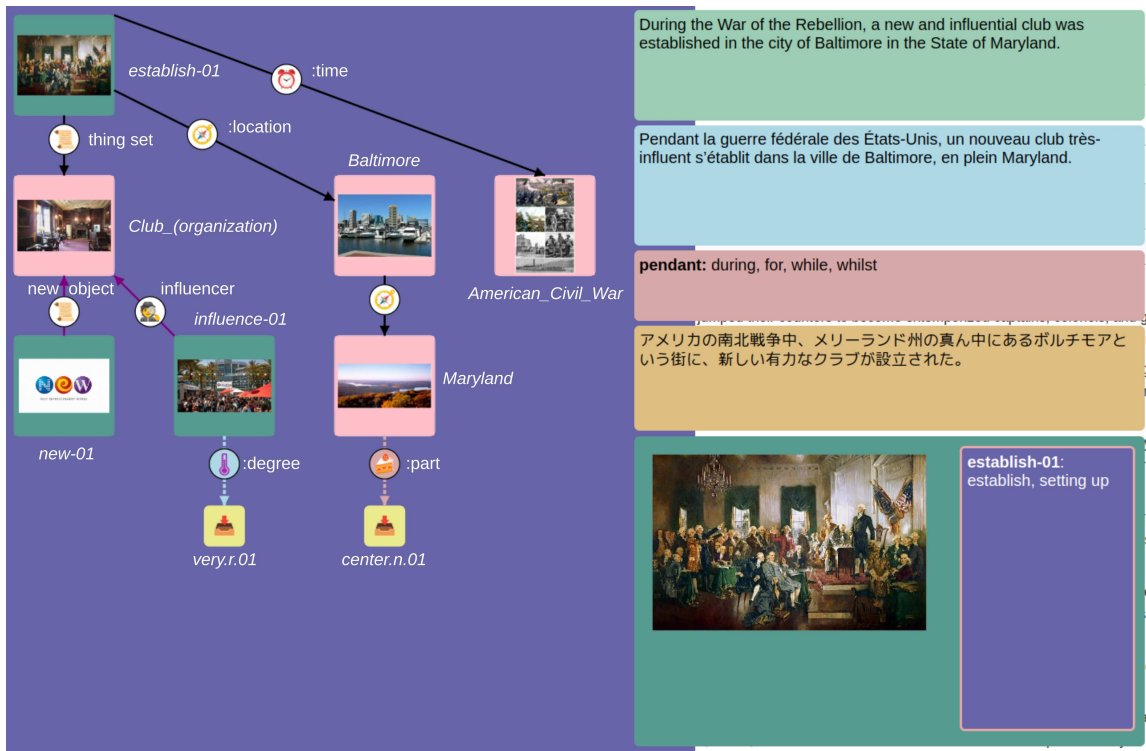 establish-01
:time
thing set
:location
Baltimore
Club_(organization)
American_Civil_War
new_object
influencer
influence-01
NEW
new-01
Maryland
:degree
:part
very.r.01
center.n.01
During the War of the Rebellion, a new and influential club was
established in the city of Baltimore in the State of Maryland.
Pendant la guerre fédérale des États-Unis, un nouveau club très-
influent s’établit dans la ville de Baltimore, en plein Maryland.
pendant: during, for, while, whilst
アメリカの南北戦争中、メリーランド州の真ん中にあるボルチモアと
いう街に、新しい有力なクラブが設立された。
establish-01:
establish, setting up